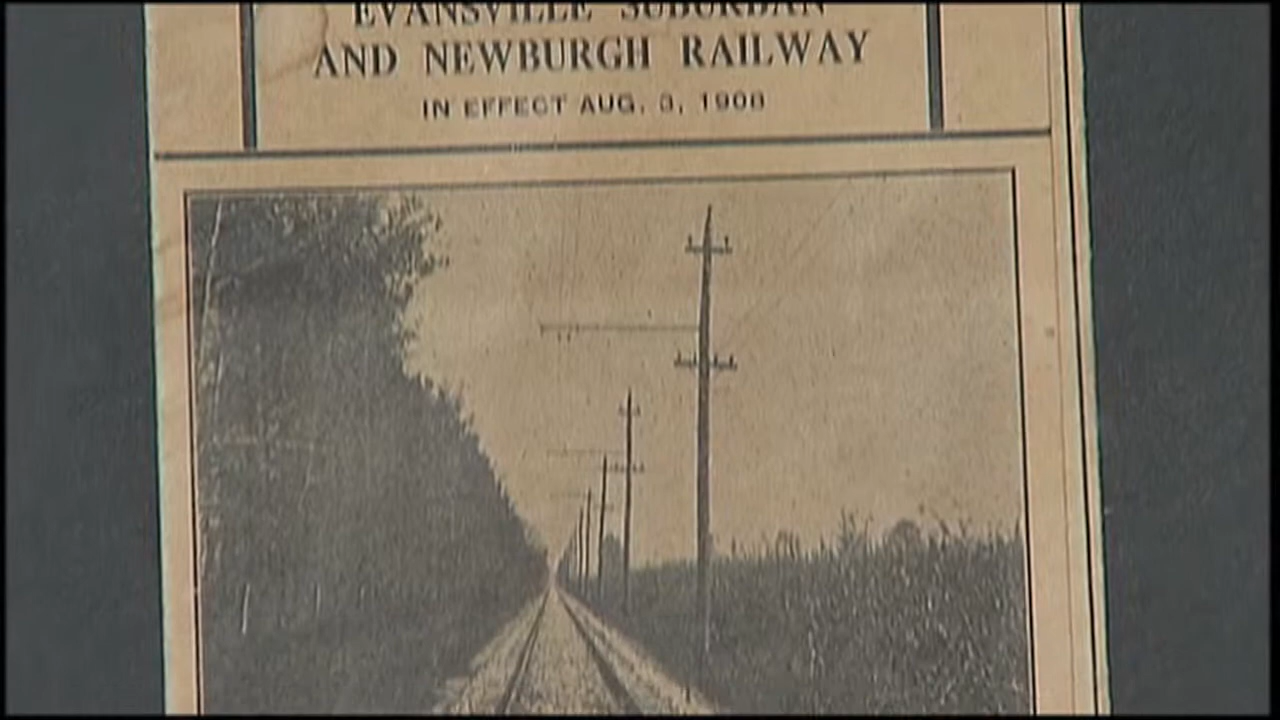 EVANSVILLE SUBURBAN
AND NEWBURGH RAILWAY
IN EFFECT AUG. 3, 1908